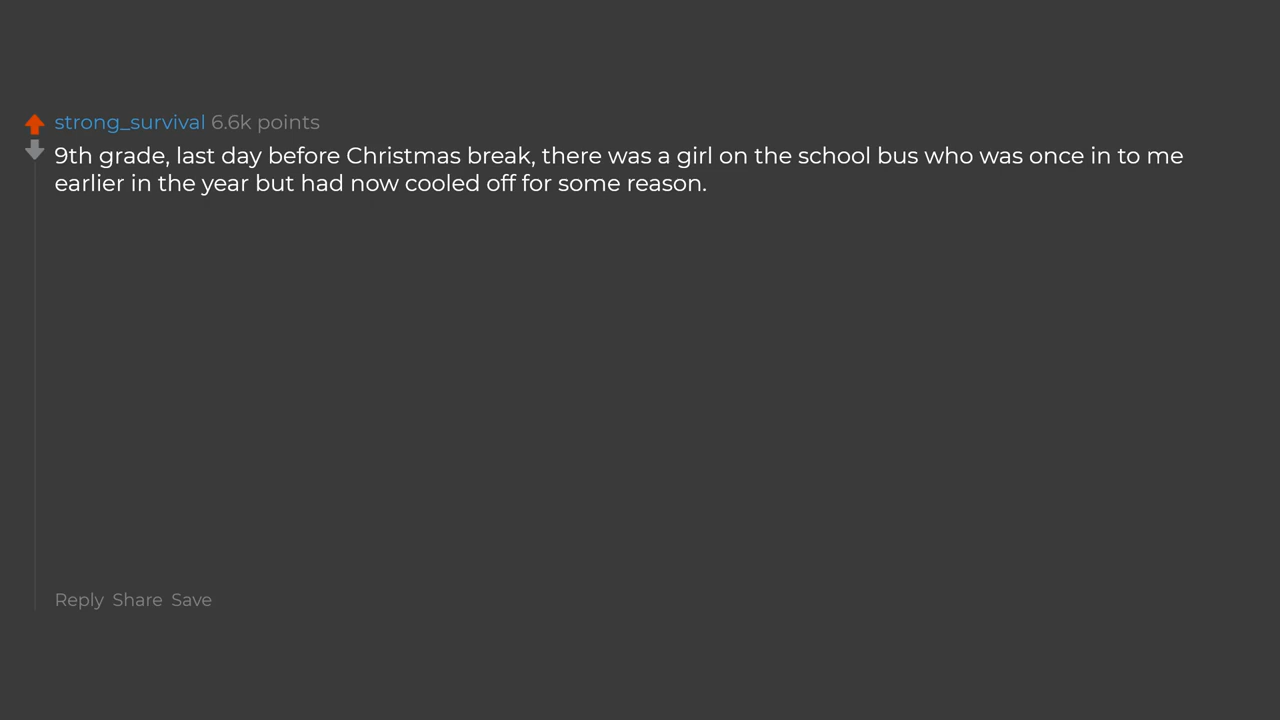 strong_survival 6.6k points
9th grade, last day before Christmas break, there was a girl on the school bus who was once in to me
earlier in the year but had now cooled off for some reason.
Reply Share Save